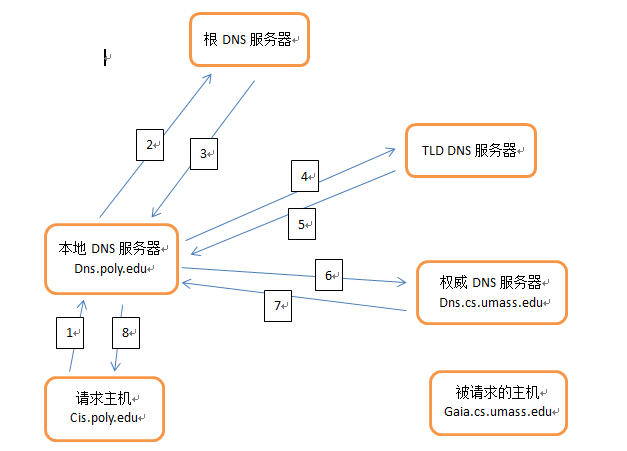 根 DNS 服务器
2
3
TLD DNS 服务器
4
5
本地 DNS 服务器
Dns.poly.edu
6
7
权威 DNS 服务器
Dns.cs.umass.edu
1
8
请求主机
Cis.poly.edu
被请求的主机
Gaia.cs.umass.edu